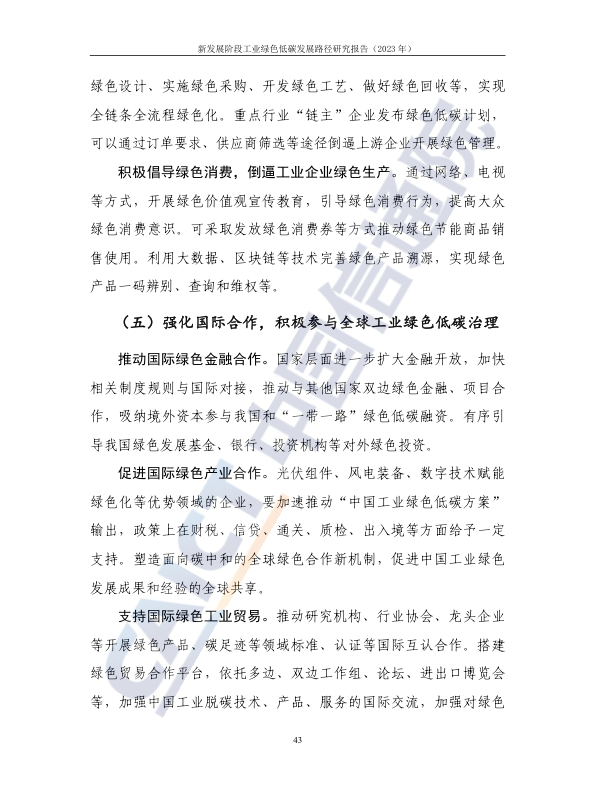 新发展阶段工业绿色低碳发展路径研究报告（2023 年）
绿色设计、实施绿色采购、开发绿色工艺、做好绿色回收等，实现
全链条全流程绿色化。重点行业“链主”企业发布绿色低碳计划，
可以通过订单要求、供应商筛选等途径倒逼上游企业开展绿色管理。
积极倡导绿色消费，倒逼工业企业绿色生产。通过网络、电视
等方式，开展绿色价值观宣传教育，引导绿色消费行为，提高大众
绿色消费意识。可采取发放绿色消费券等方式推动绿色节能商品销
售使用。利用大数据、区块链等技术完善绿色产品溯源，实现绿色
产品一码辨别、查询和维权等。
（五）强化国际合作，积极参与全球工业绿色低碳治理
推动国际绿色金融合作。国家层面进一步扩大金融开放，加快
相关制度规则与国际对接，推动与其他国家双边绿色金融、项目合
作，吸纳境外资本参与我国和“一带一路”绿色低碳融资。有序引
导我国绿色发展基金、银行、投资机构等对外绿色投资。
促进国际绿色产业合作。光伏组件、风电装备、数字技术赋能
绿色化等优势领域的企业，要加速推动“中国工业绿色低碳方案”
输出，政策上在财税、信贷、通关、质检、出入境等方面给予一定
支持。塑造面向碳中和的全球绿色合作新机制，促进中国工业绿色
发展成果和经验的全球共享。
支持国际绿色工业贸易。推动研究机构、行业协会、龙头企业
等开展绿色产品、碳足迹等领域标准、认证等国际互认合作。搭建
绿色贸易合作平台，依托多边、双边工作组、论坛、进出口博览会
等，加强中国工业脱碳技术、产品、服务的国际交流，加强对绿色
43
CAICT 中国信通院